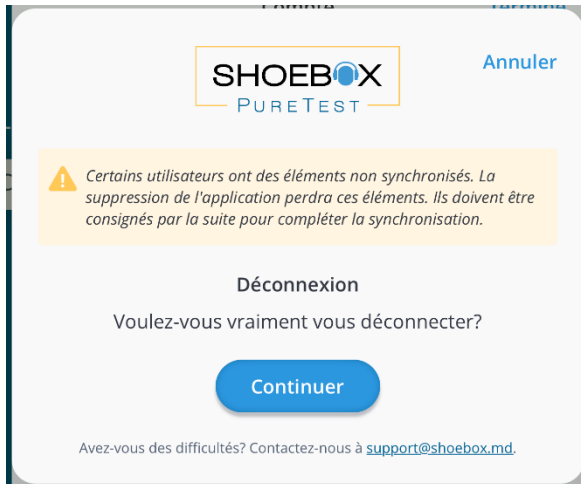 Compte
Terminé
Annuler
SHOEBOX
PURETEST
Certains utilisateurs ont des éléments non synchronisés. La
suppression de l'application perdra ces éléments. Ils doivent être
consignés par la suite pour compléter la synchronisation.
Déconnexion
Voulez-vous vraiment vous déconnecter?
Continuer
Avez-vous des difficultés? Contactez-nous à support@shoebox.md.